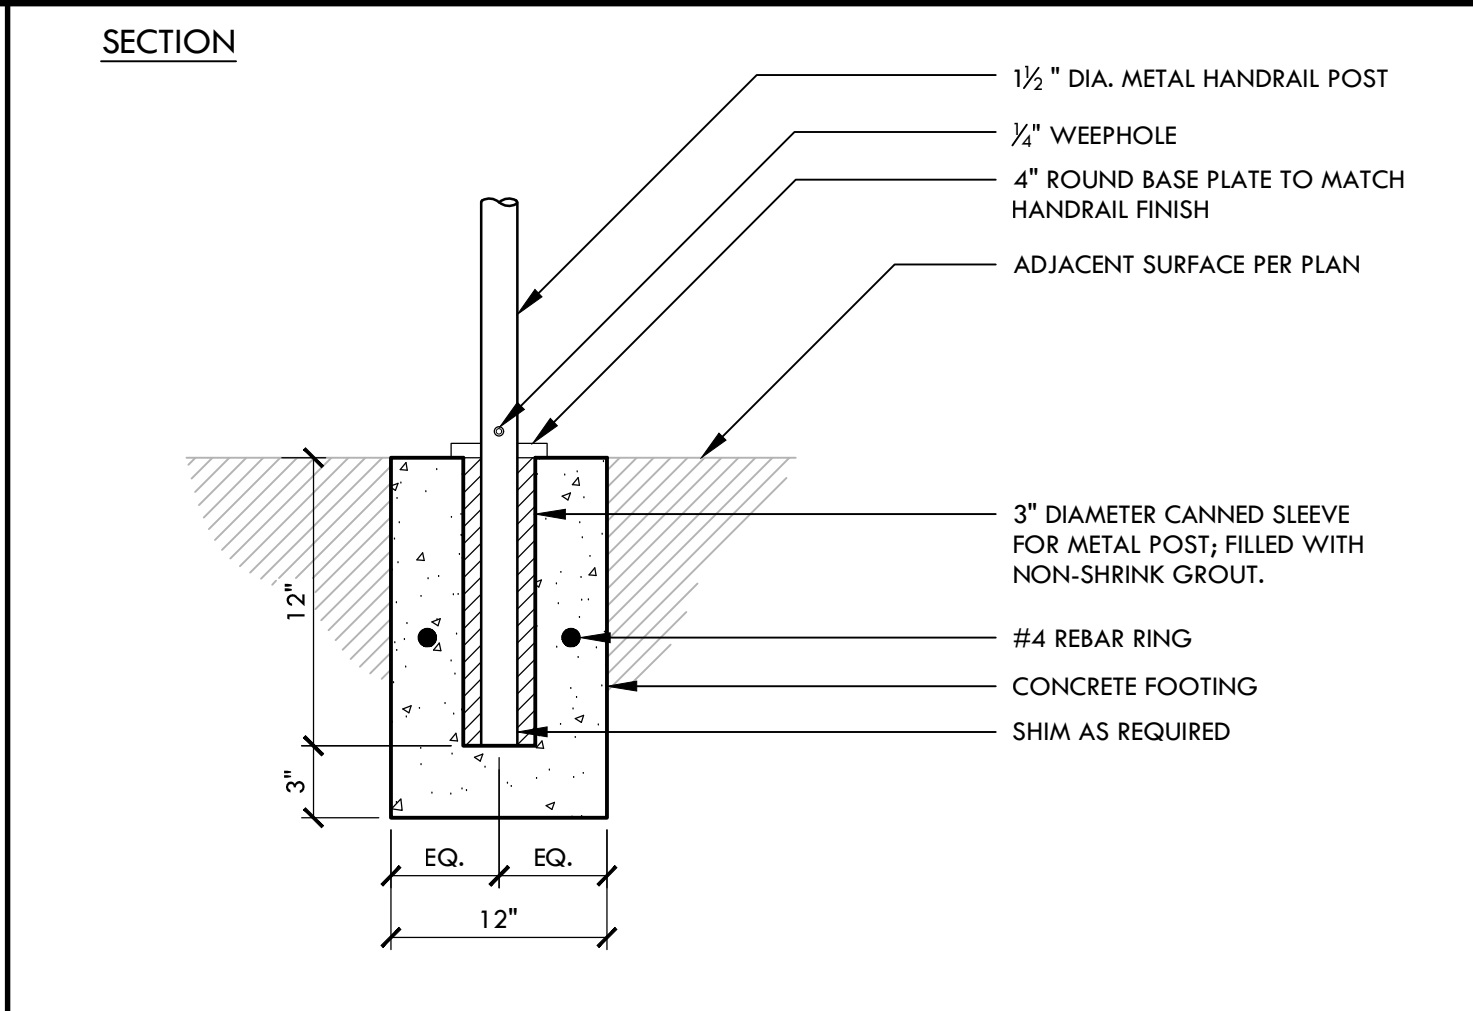 SECTION
1½ " DIA. METAL HANDRAIL POST
¼" WEEPHOLE
4" ROUND BASE PLATE TO MATCH
HANDRAIL FINISH
ADJACENT SURFACE PER PLAN
3" DIAMETER CANNED SLEEVE
FOR METAL POST; FILLED WITH
NON-SHRINK GROUT.
#4 REBAR RING
CONCRETE FOOTING
SHIM AS REQUIRED
12"
3"
EQ.
EQ.
12"